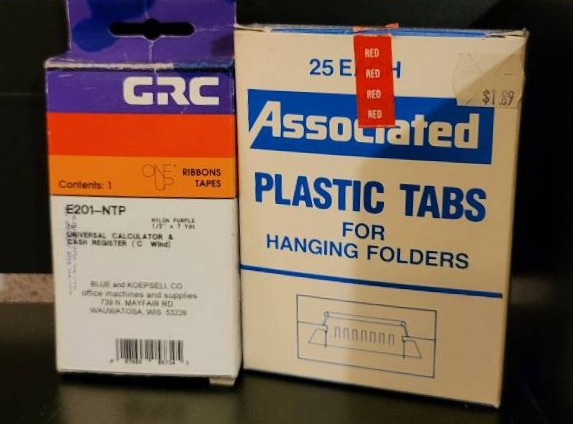 GRC
ONE UP
RIBBONS
TAPES
Contents: 1
E201-NTP
NYLON PURPLE
1/2" x 7 Yds
UNIVERSAL CALCULATOR &
CASH REGISTER ('C' Wind)
BLUE and KOEPSELL CO.
office machines and supplies
739 N. MAYFAIR RD.
WAUWATOSA, WIS. 53226
25 EACH
RED
RED
RED
RED
$1.89
Associated
PLASTIC TABS
FOR
HANGING FOLDERS